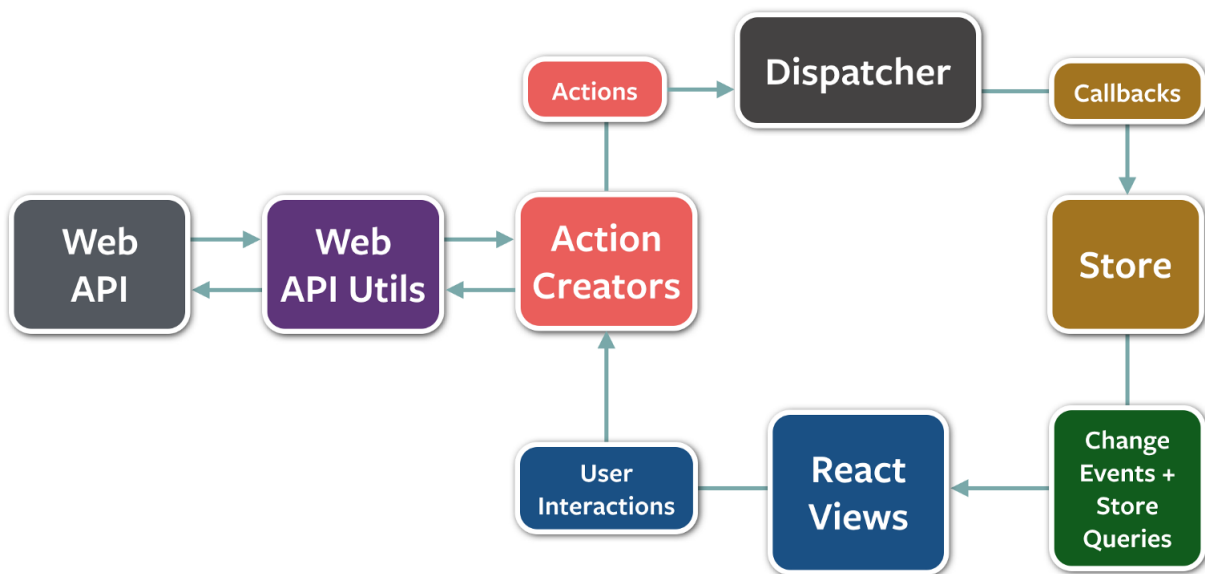 Dispatcher
Actions
Callbacks
Web
API
Web
API Utils
Action
Creators
Store
User
Interactions
React
Views
Change
Events +
Store
Queries